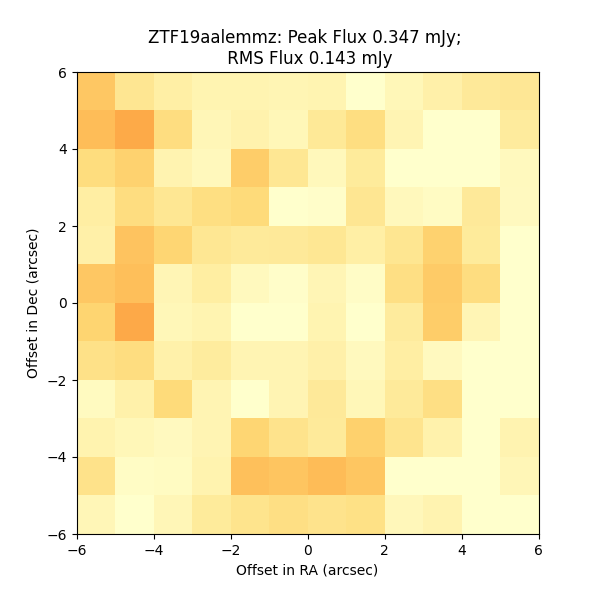 ZTF19aalemmz: Peak Flux 0.347 mJy;
RMS Flux 0.143 mJy
6
4
2
0
−2
−4
−6
Offset in Dec (arcsec)
−6 −4 −2 0 2 4 6
Offset in RA (arcsec)